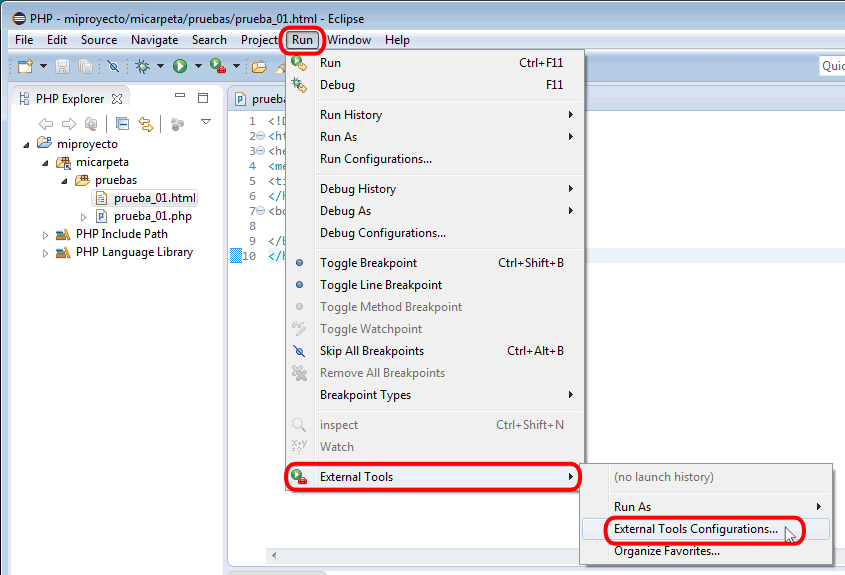 PHP - miproyecto/micarpeta/pruebas/prueba_01.html - Eclipse
File Edit Source Navigate Search Project Run Window Help
Quic
PHP Explorer
miproyecto
micarpeta
pruebas
prueba_01.html
prueba_01.php
PHP Include Path
PHP Language Library
prueba
1 <!D
2 <ht
3 <he
4 <me
5 <ti
6 </h
7 <bo
8
9 </b
10 </h
Run Ctrl+F11
Debug F11
Run History
Run As
Run Configurations...
Debug History
Debug As
Debug Configurations...
Toggle Breakpoint Ctrl+Shift+B
Toggle Line Breakpoint
Toggle Method Breakpoint
Toggle Watchpoint
Skip All Breakpoints Ctrl+Alt+B
Remove All Breakpoints
Breakpoint Types
inspect Ctrl+Shift+N
Watch
External Tools
(no launch history)
Run As
External Tools Configurations...
Organize Favorites...